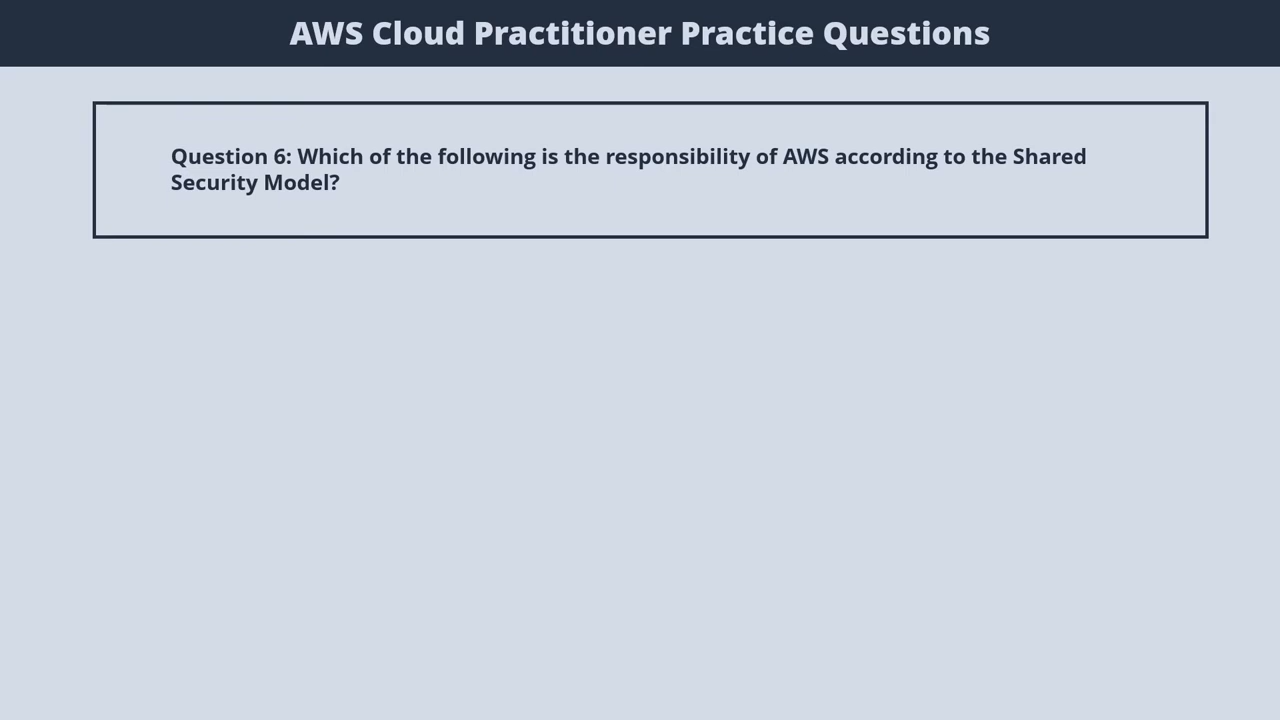 AWS Cloud Practitioner Practice Questions
Question 6: Which of the following is the responsibility of AWS according to the Shared
Security Model?